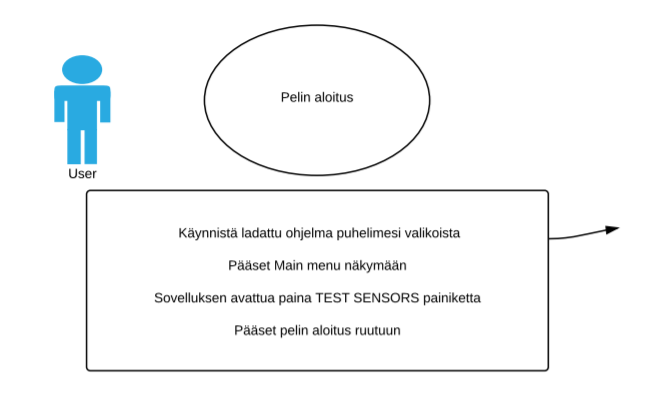 Pelin aloitus
User
Käynnistä ladattu ohjelma puhelimesi valikoista
Pääset Main menu näkymään
Sovelluksen avattua paina TEST SENSORS painiketta
Pääset pelin aloitus ruutuun